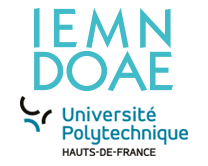 IEMN
DOAE
Université
Polytechnique
HAUTS-DE-FRANCE